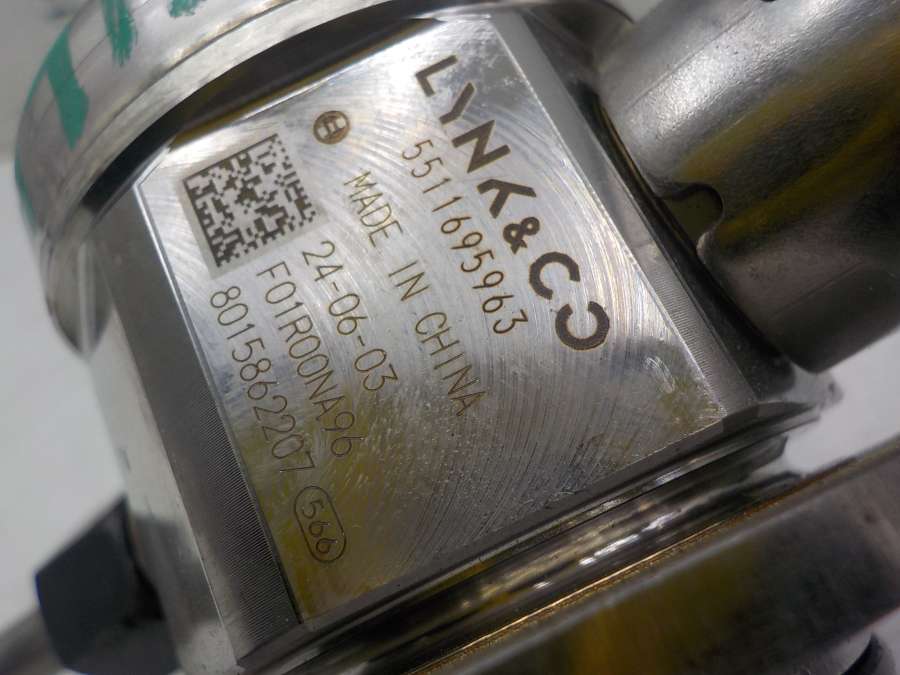 LYNK & CO
5511695963
MADE IN CHINA
24-06-03
F01R00NA96
8015862207 566